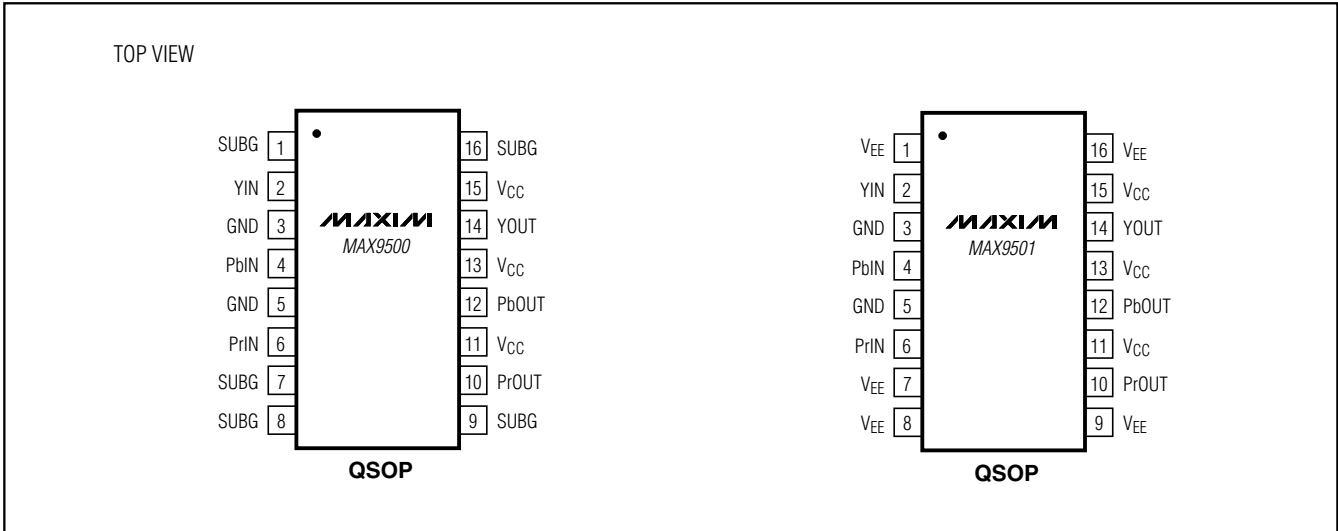 TOP VIEW
SUBG 1
YIN 2
GND 3
PbIN 4
GND 5
PrIN 6
SUBG 7
SUBG 8
MAXIM
MAX9500
16 SUBG
15 VCC
14 YOUT
13 VCC
12 PbOUT
11 VCC
10 PrOUT
9 SUBG
QSOP
VEE 1
YIN 2
GND 3
PbIN 4
GND 5
PrIN 6
VEE 7
VEE 8
MAXIM
MAX9501
16 VEE
15 VCC
14 YOUT
13 VCC
12 PbOUT
11 VCC
10 PrOUT
9 VEE
QSOP